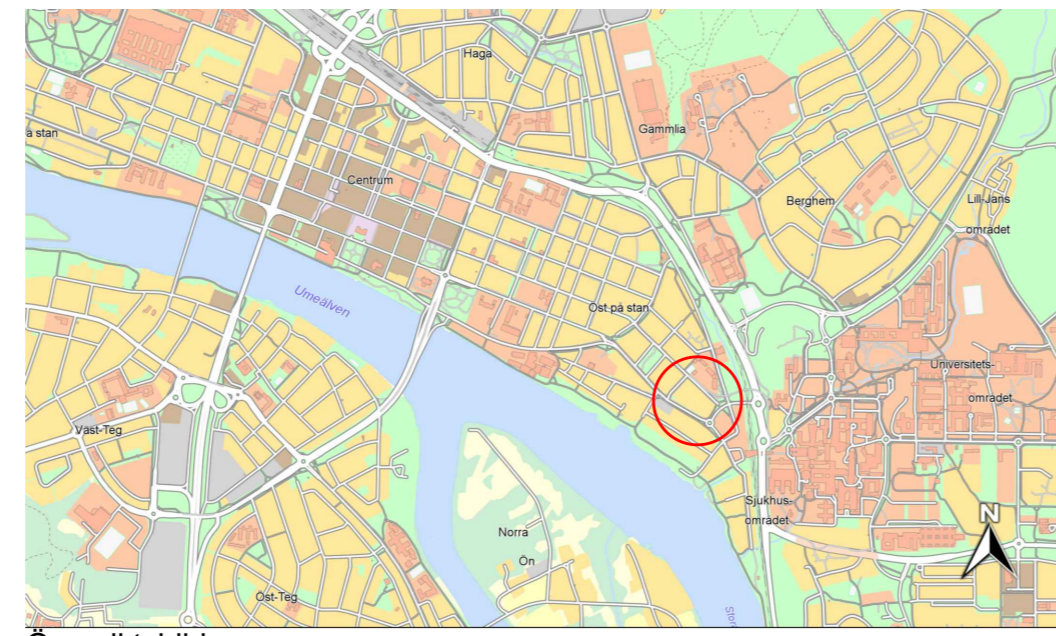 Haga
Gammlia
å stan
Centrum
Berghem
Lill-Jans
området
Umeälven
Öst på stan
Universitets-
området
Väst-Teg
Sjukhus-
området
N
Norra
Ön
Öst-Teg
Stor